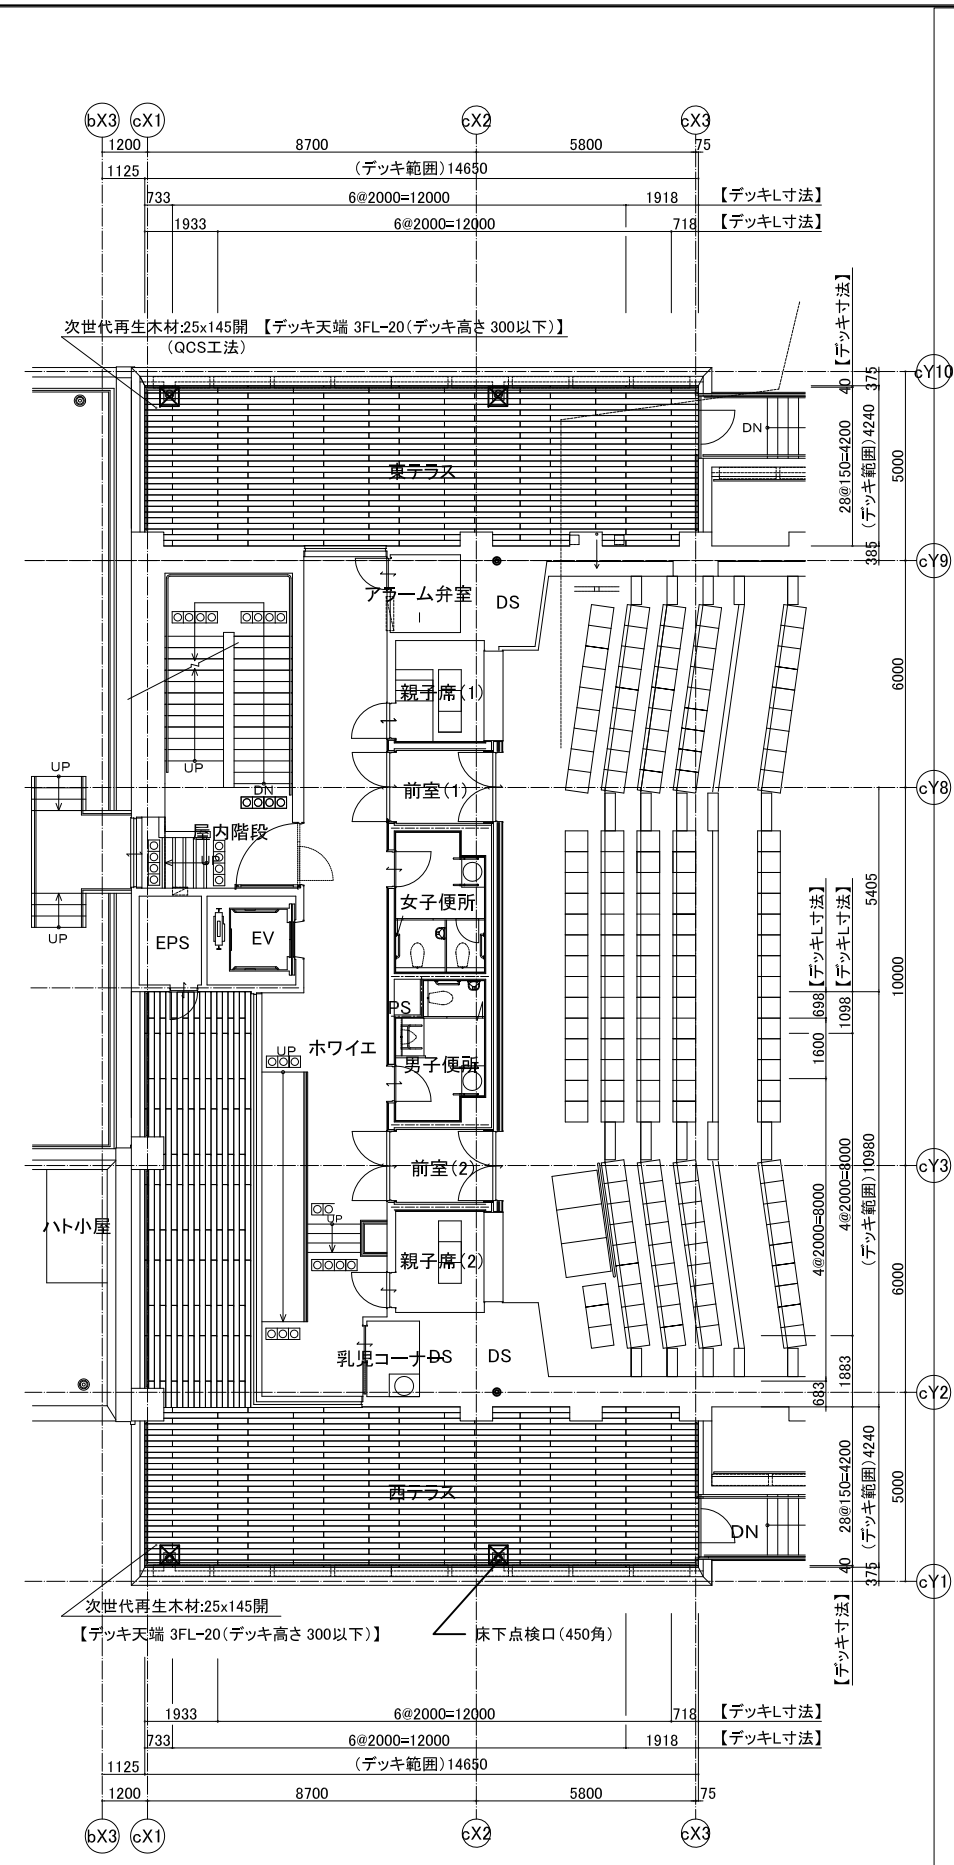 bX3 cX1 cX2 cX3
1200 8700 5800 75
1125 (デッキ範囲)14650
733 6@2000=12000 1918 【デッキL寸法】
1933 6@2000=12000 718 【デッキL寸法】
次世代再生木材:25x145開 【デッキ天端 3FL-20(デッキ高さ300以下)】
(QCS工法)
【デッキ寸法】
40
375
cY10
28@150=4200
(デッキ範囲)4240
5000
DN
東テラス
385
cY9
アラーム弁室
DS
6000
親子席(1)
UP
UP
DN
前室(1)
cY8
屋内階段
UP
女子便所
5405
【デッキL寸法】
【デッキL寸法】
UP
EPS
EV
10000
698
1098
PS
1600
UP
ホワイエ
男子便所
前室(2)
cY3
4@2000=8000
4@2000=8000
(デッキ範囲)10980
ハト小屋
UP
親子席(2)
6000
乳児コーナー
DS
DS
1883
683
cY2
28@150=4200
(デッキ範囲)4240
5000
西テラス
DN
40
375
cY1
次世代再生木材:25x145開
【デッキ天端 3FL-20(デッキ高さ300以下)】
床下点検口(450角)
【デッキ寸法】
1933 6@2000=12000 718 【デッキL寸法】
733 6@2000=12000 1918 【デッキL寸法】
1125 (デッキ範囲)14650
1200 8700 5800 75
bX3 cX1 cX2 cX3